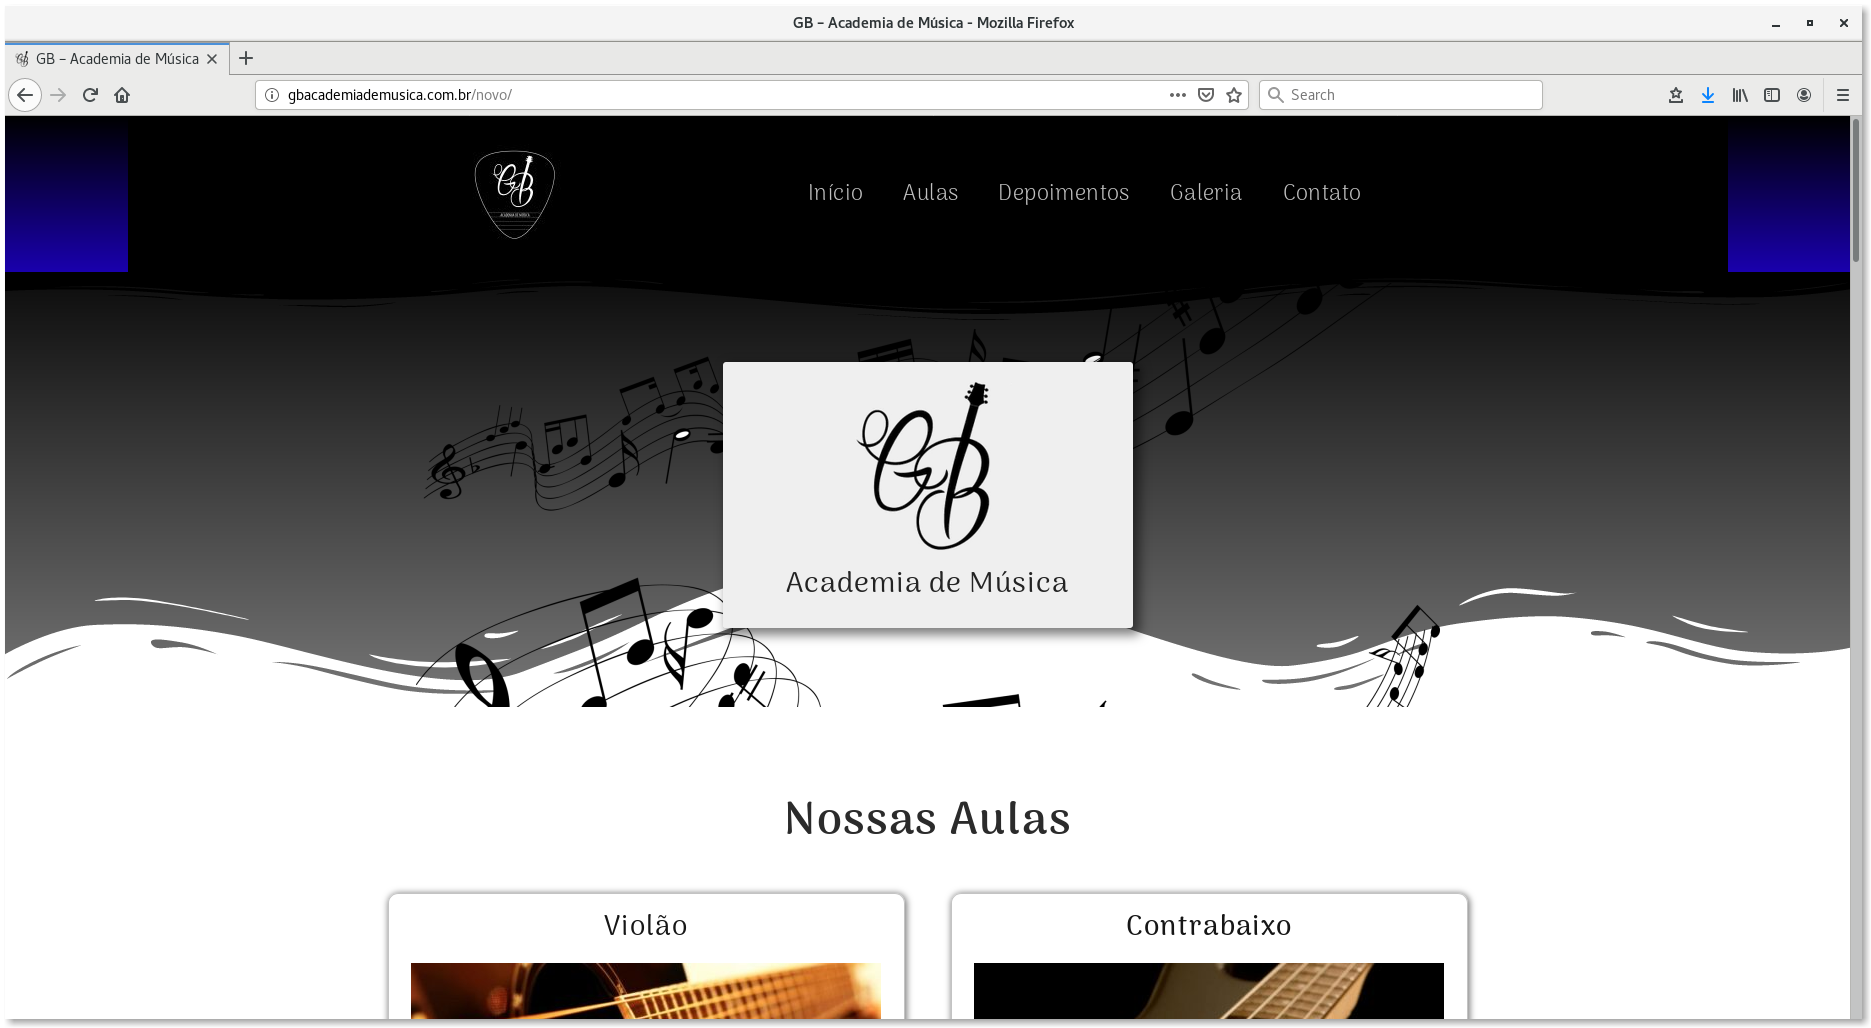 GB – Academia de Música - Mozilla Firefox
GB – Academia de Música
gbacademiademusica.com.br/novo/
Search
GB
ACADEMIA DE MÚSICA
Início Aulas Depoimentos Galeria Contato
GB
Academia de Música
Nossas Aulas
Violão
Contrabaixo